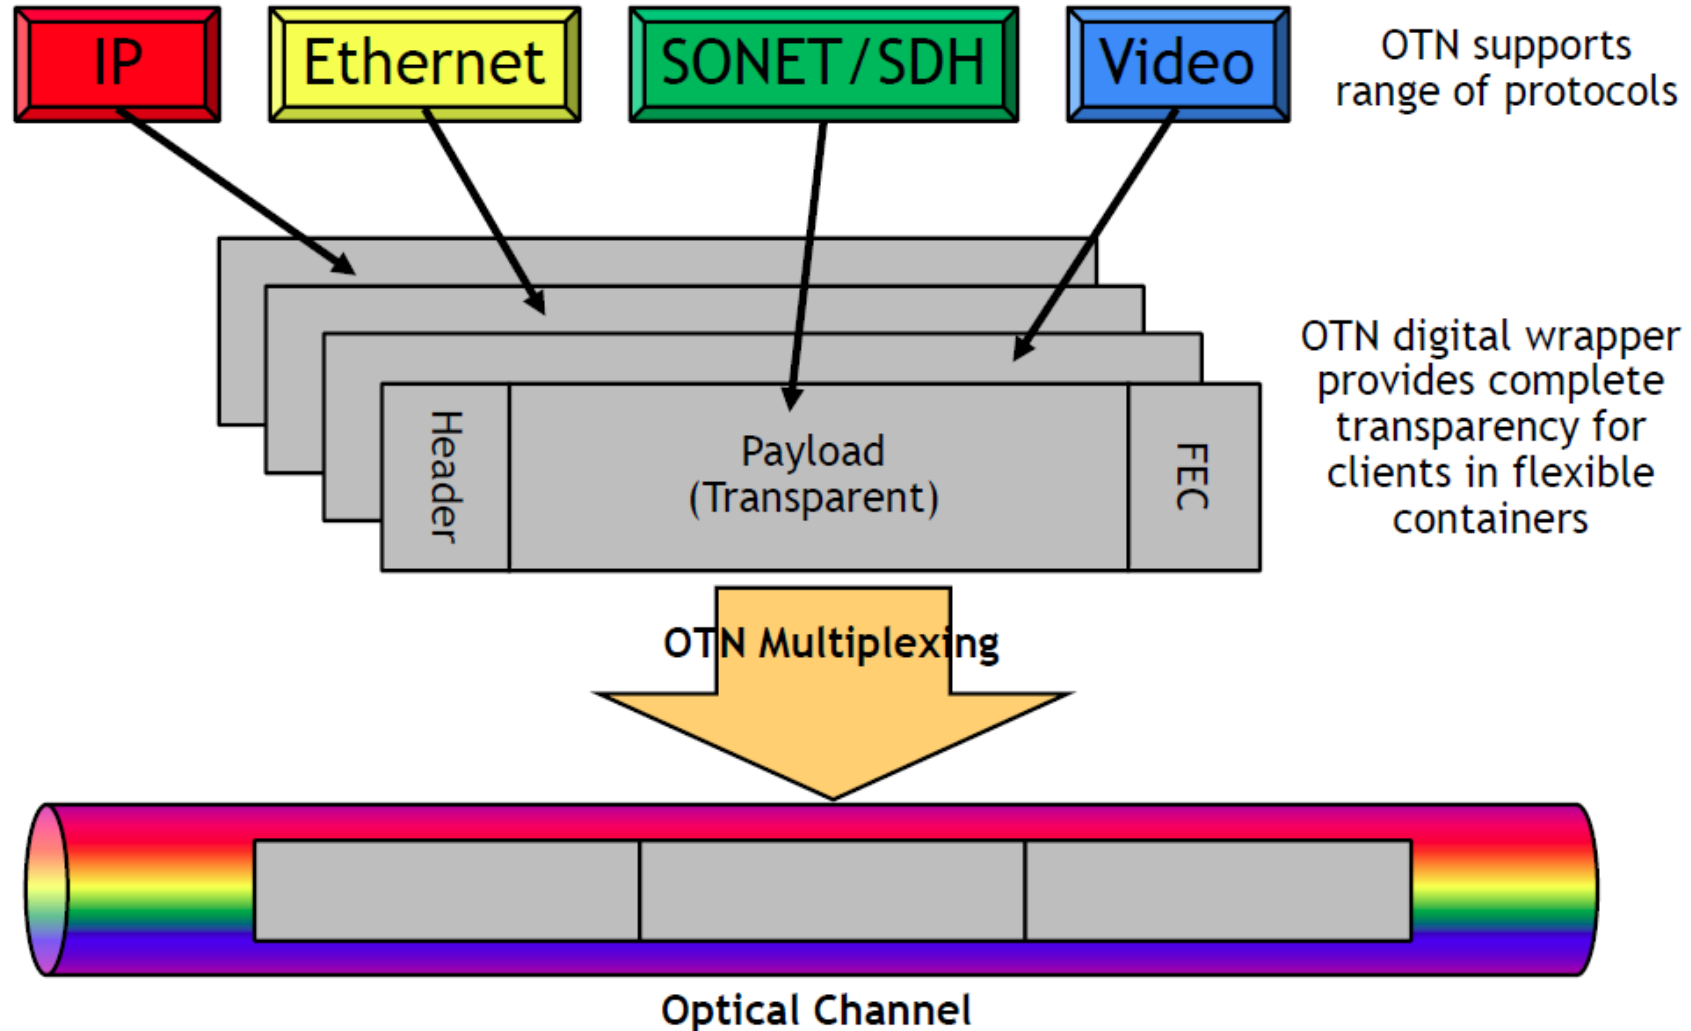 IP
Ethernet
SONET/SDH
Video
OTN supports
range of protocols
OTN digital wrapper
provides complete
transparency for
clients in flexible
containers
Header
Payload
(Transparent)
FEC
OTN Multiplexing
Optical Channel